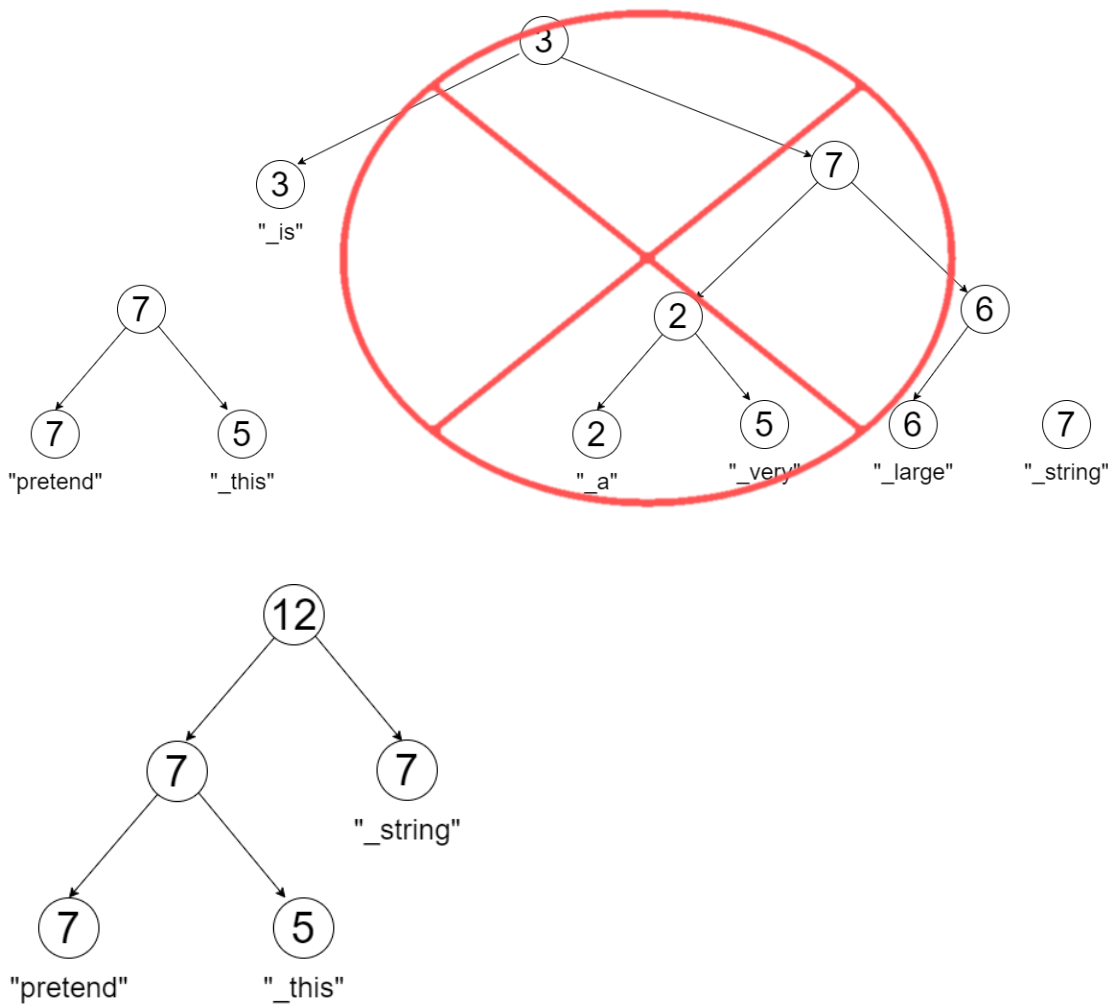 3
3
7
"_is"
7
2
6
7
5
2
5
6
7
"pretend"
"_this"
"_a"
"_very"
"_large"
"_string"
12
7
7
"_string"
7
5
"pretend"
"_this"